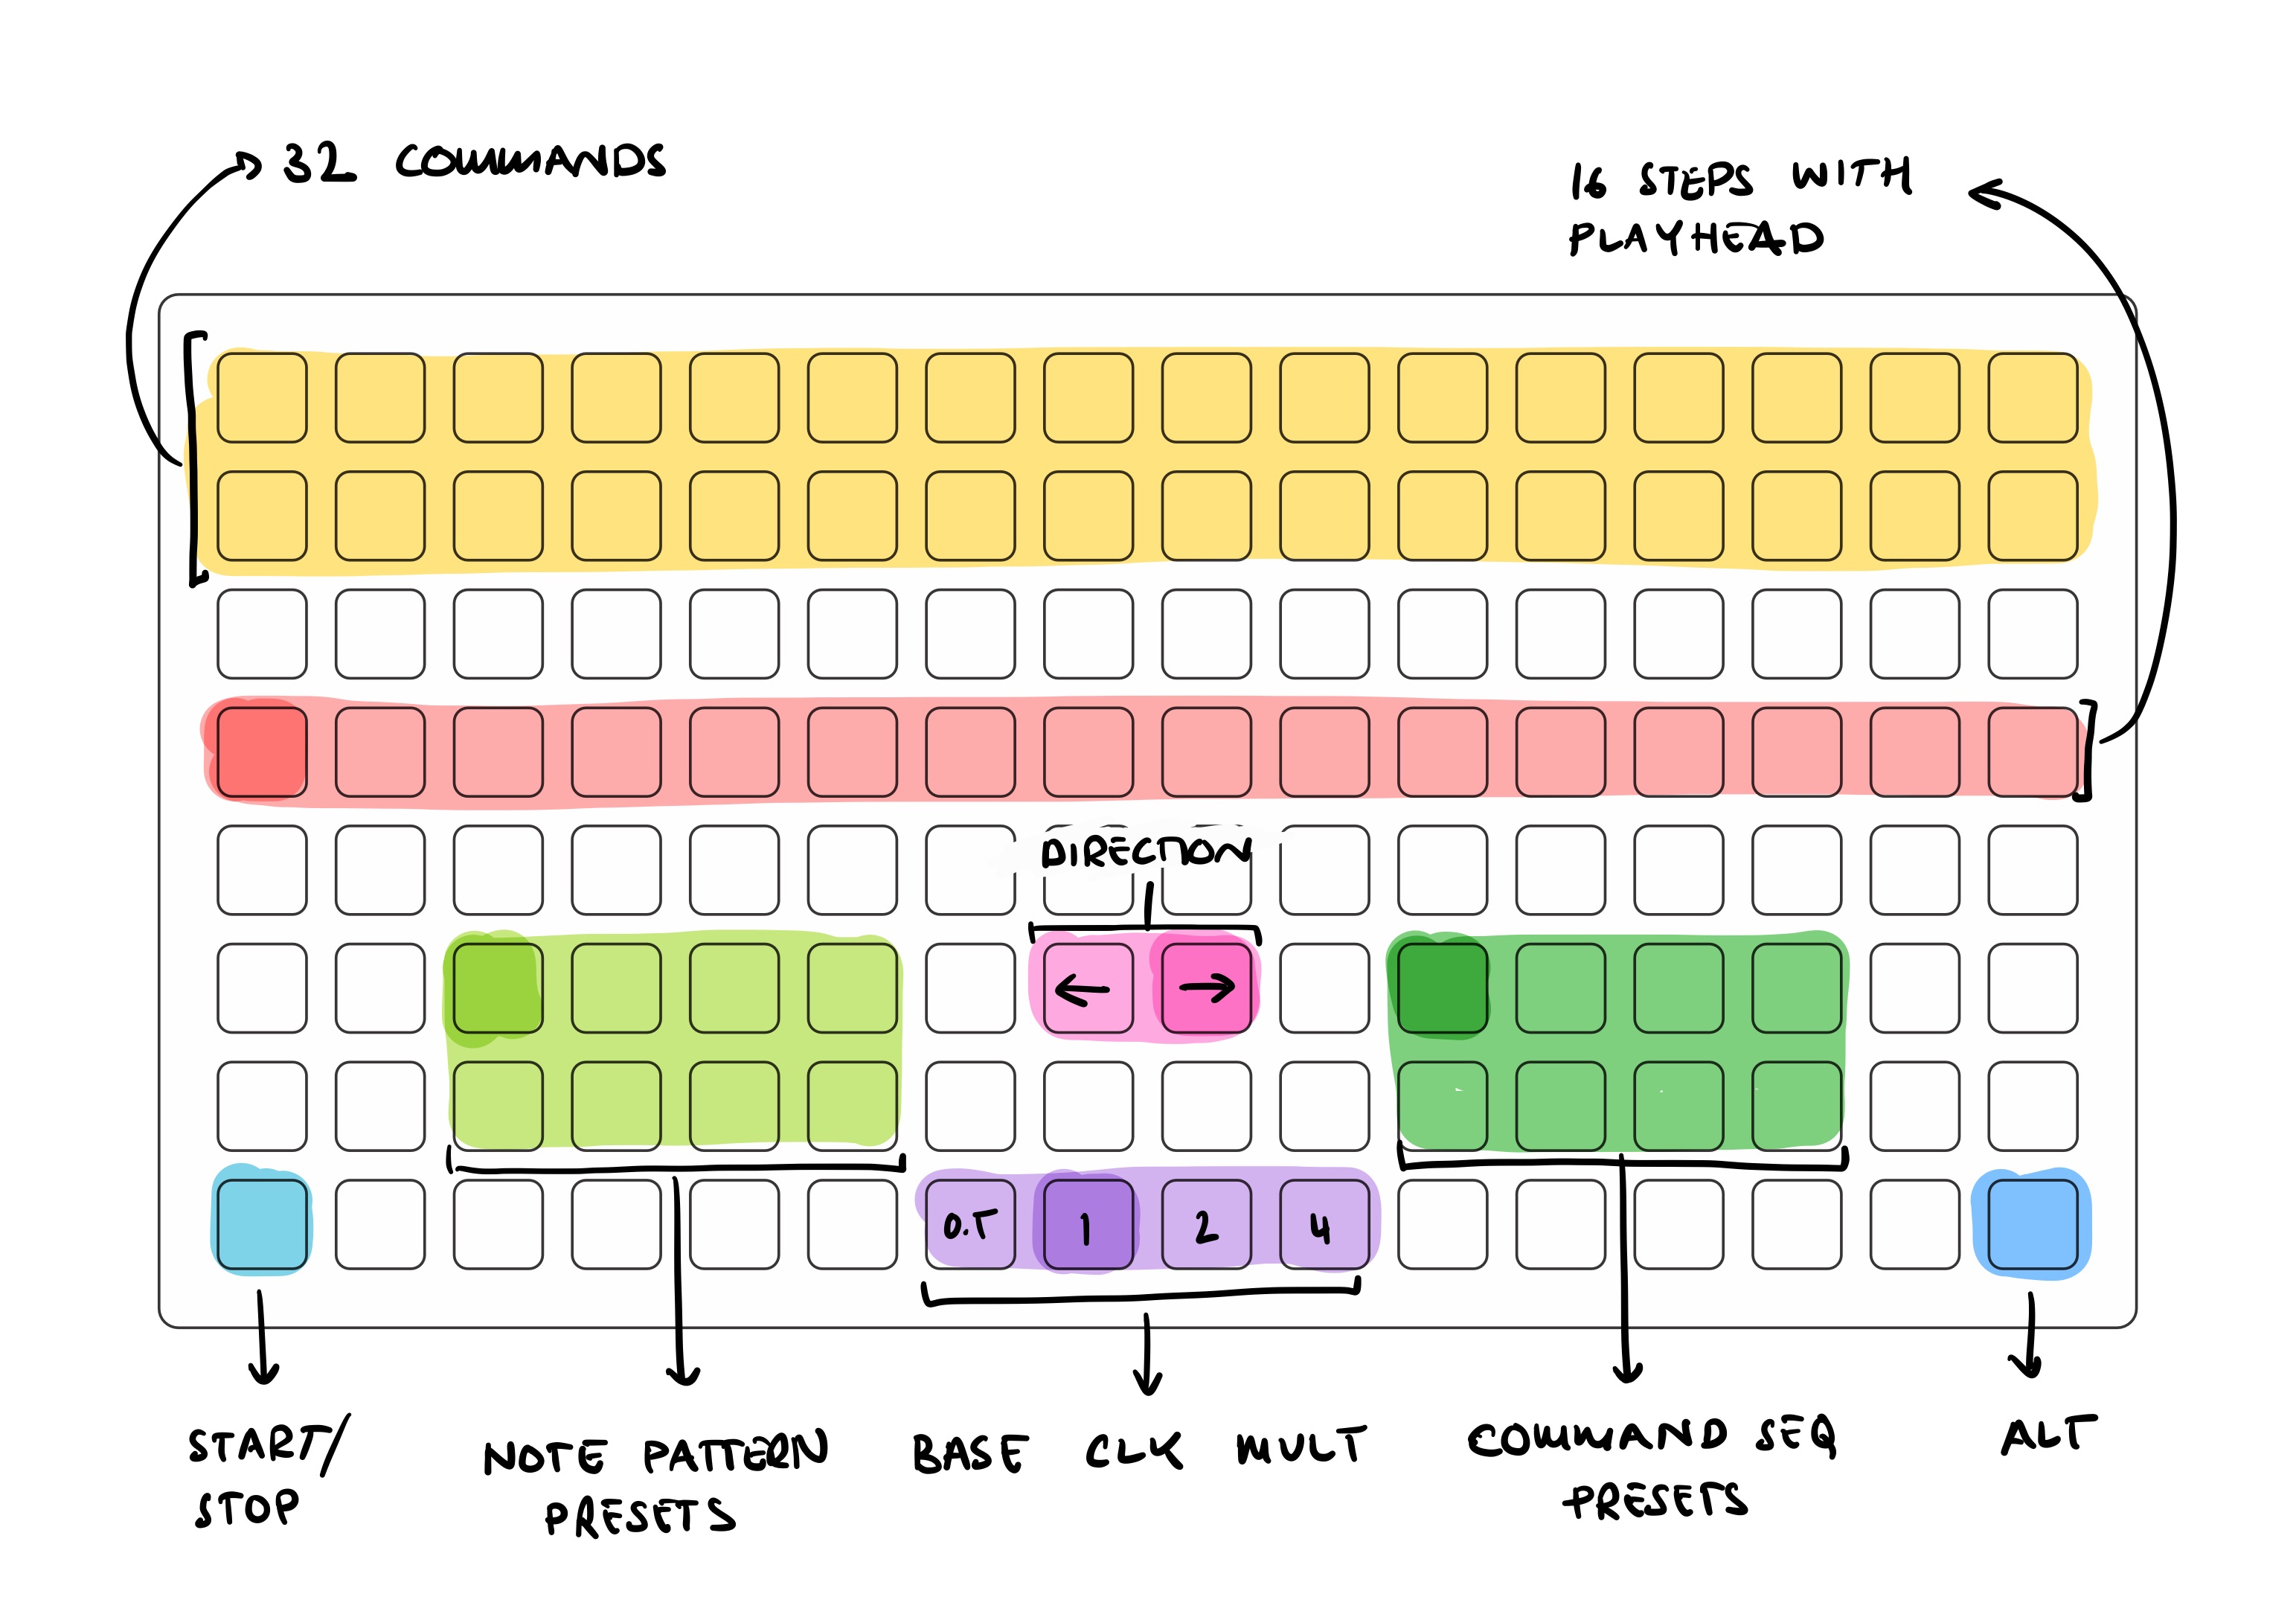 32 COMMANDS
16 STEPS WITH
PLAYHEAD
DIRECTION
← →
0.5 1 2 4
START/
STOP
NOTE PATTERN
PRESETS
BASE CLK MULT
COMMAND SEQ
PRESETS
ALT